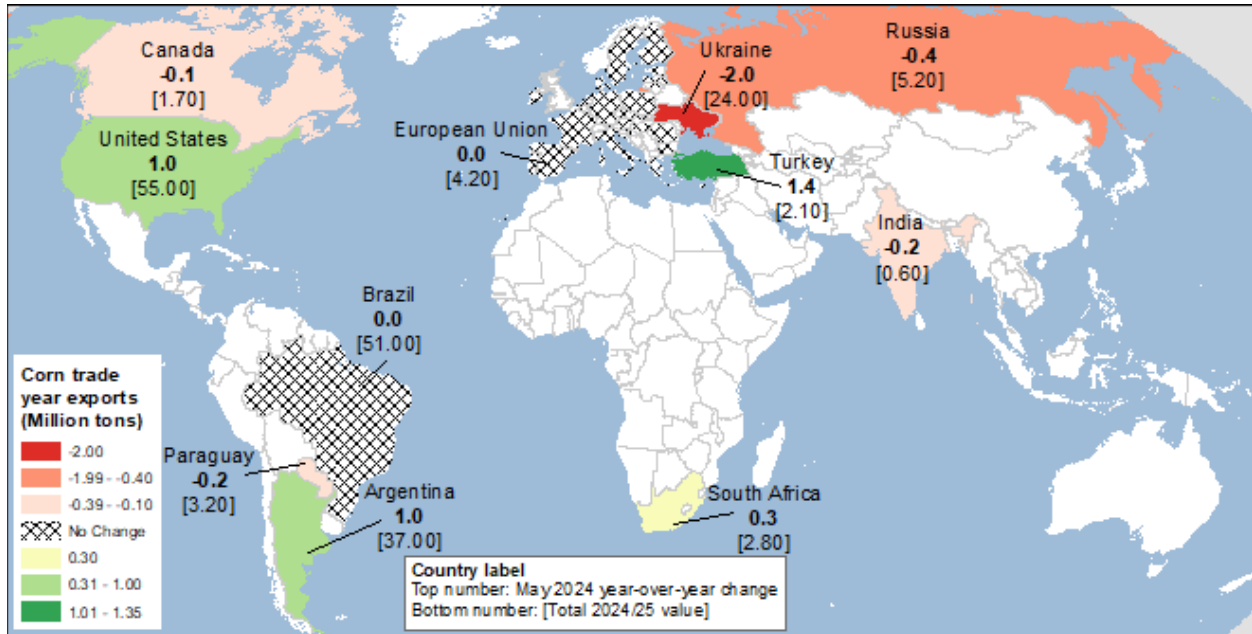 Canada
-0.1
[1.70]
United States
1.0
[55.00]
European Union
0.0
[4.20]
Ukraine
-2.0
[24.00]
Russia
-0.4
[5.20]
Turkey
1.4
[2.10]
India
-0.2
[0.60]
Brazil
0.0
[51.00]
Paraguay
-0.2
[3.20]
Argentina
1.0
[37.00]
South Africa
0.3
[2.80]
Corn trade
year exports
(Million tons)
-2.00
-1.99 - -0.40
-0.39 - -0.10
No Change
0.30
0.31 - 1.00
1.01 - 1.35
Country label
Top number: May 2024 year-over-year change
Bottom number: [Total 2024/25 value]